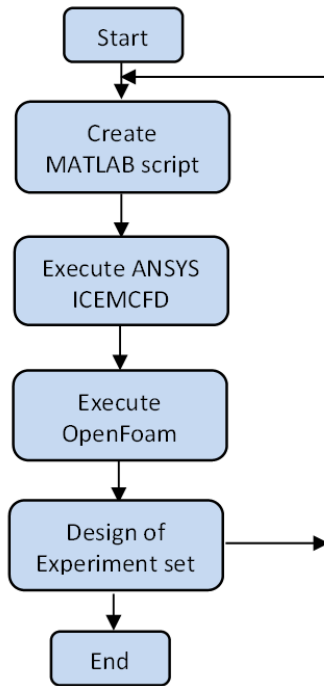 Start
Create
MATLAB script
Execute ANSYS
ICEMCFD
Execute
OpenFoam
Design of
Experiment set
End